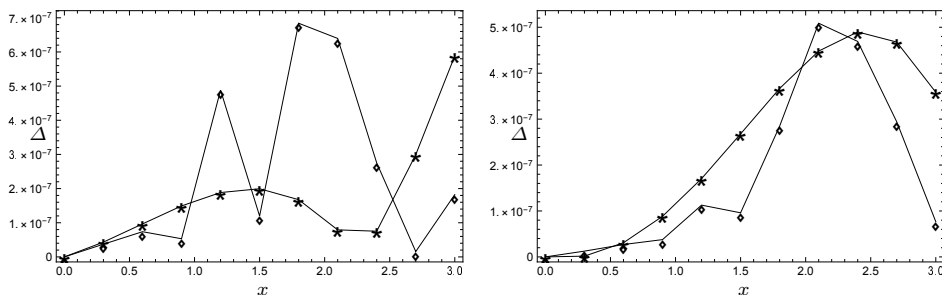 7. × 10⁻⁷
6. × 10⁻⁷
5. × 10⁻⁷
4. × 10⁻⁷
3. × 10⁻⁷
2. × 10⁻⁷
1. × 10⁻⁷
0
Δ
0.0 0.5 1.0 1.5 2.0 2.5 3.0
x
5. × 10⁻⁷
4. × 10⁻⁷
3. × 10⁻⁷
2. × 10⁻⁷
1. × 10⁻⁷
0
Δ
0.0 0.5 1.0 1.5 2.0 2.5 3.0
x